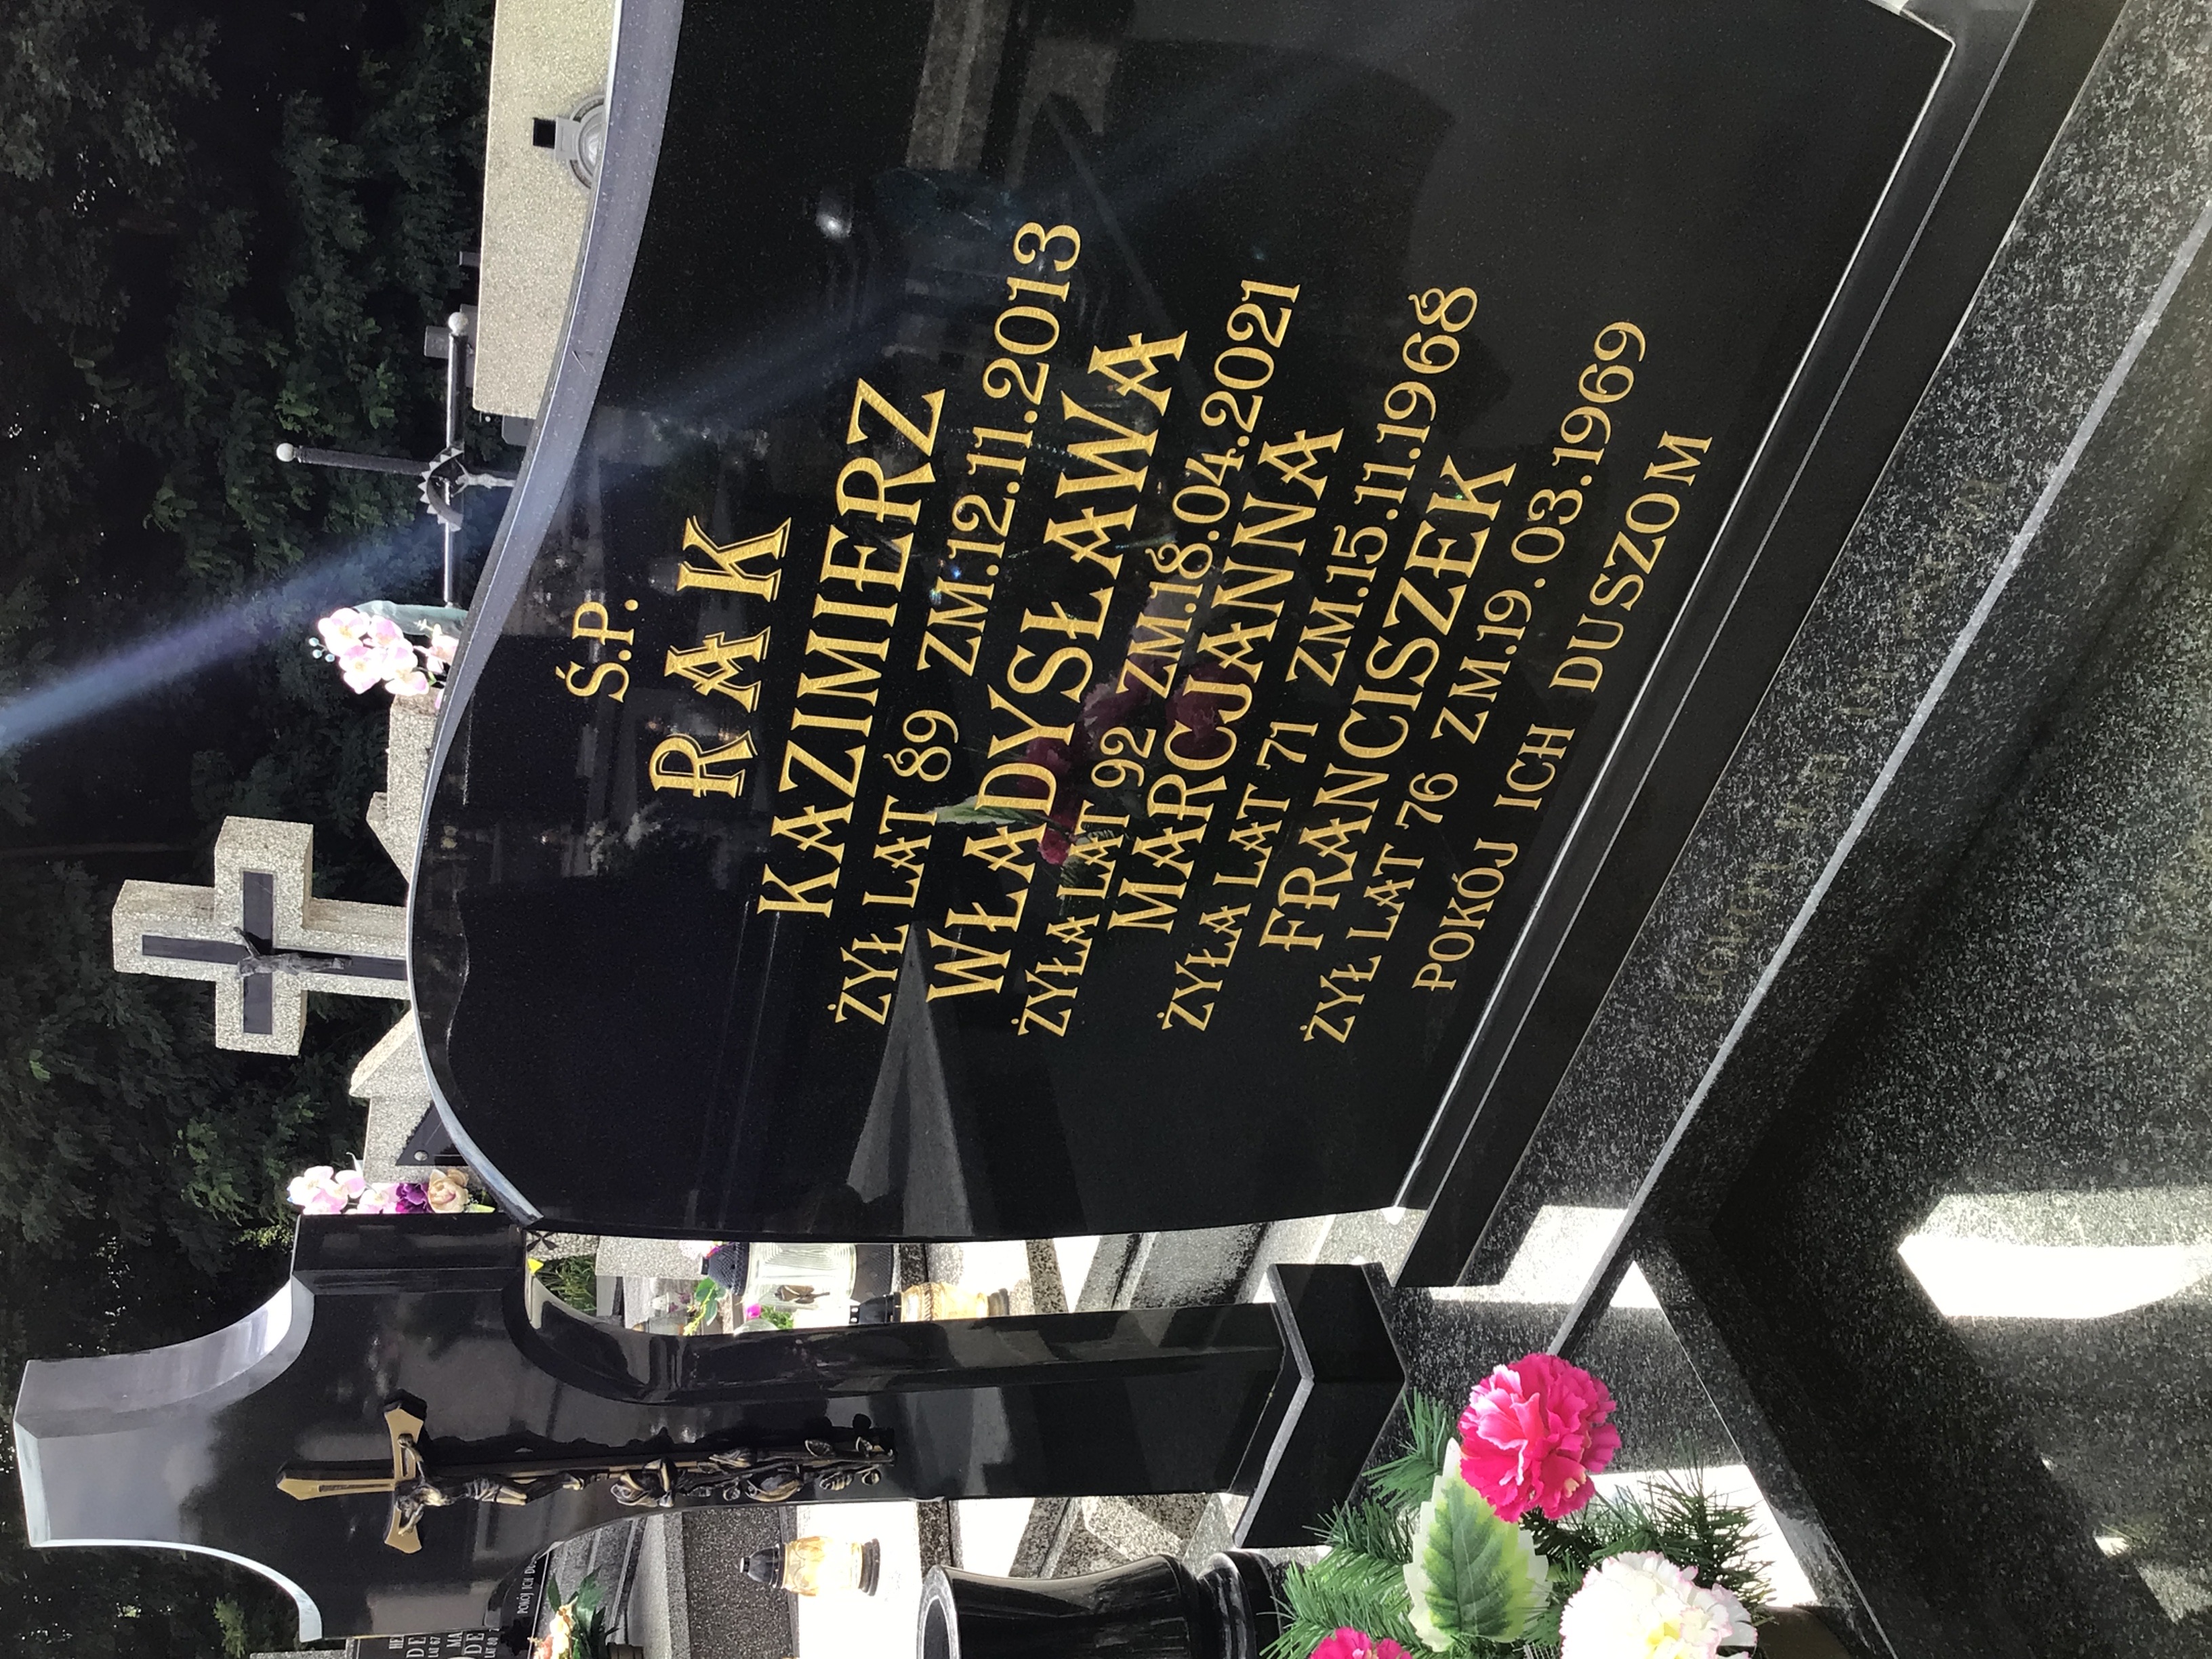 Ś.P.
RAK
KAZIMIERZ
ŻYŁ LAT 89 ZM.12.11.2013
WŁADYSŁAWA
ŻYŁA LAT 92 ZM.18.04.2021
MARCJANNA
ŻYŁA LAT 71 ZM.15.11.1968
FRANCISZEK
ŻYŁ LAT 76 ZM.19.03.1969
POKÓJ ICH DUSZOM